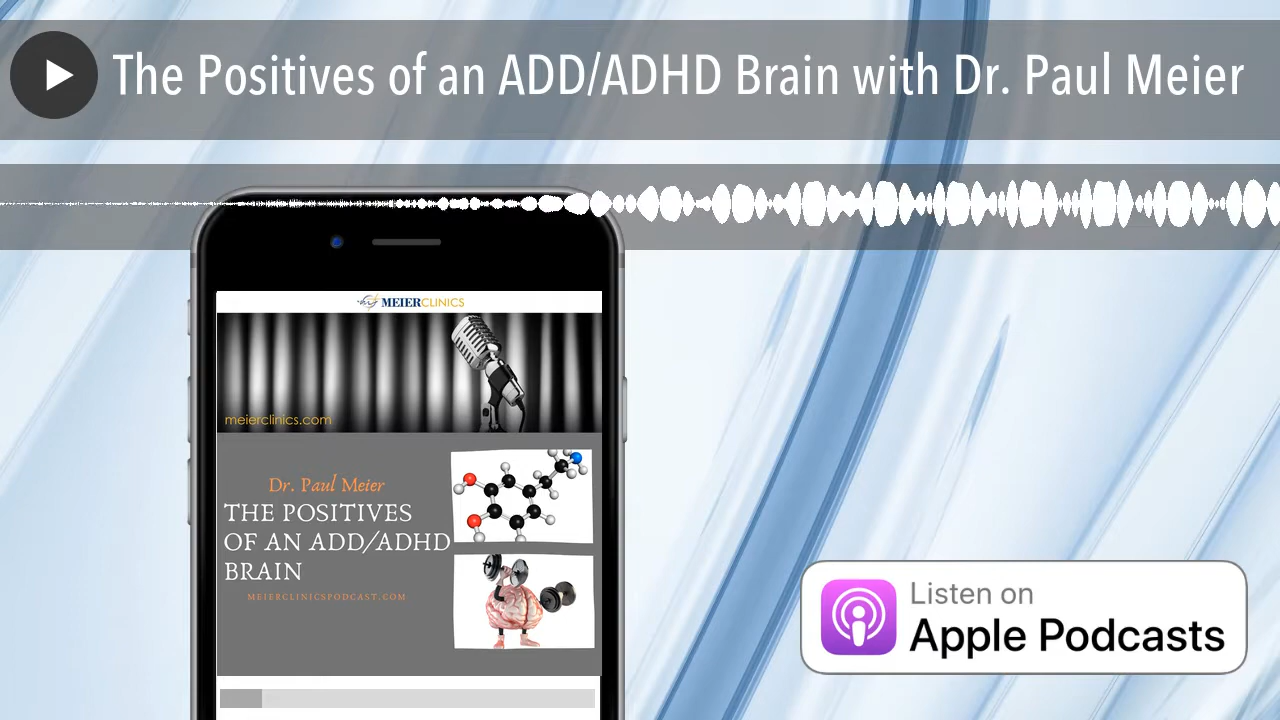 The Positives of an ADD/ADHD Brain with Dr. Paul Meier
MEIERCLINICS
meierclinics.com
Dr. Paul Meier
THE POSITIVES
OF AN ADD/ADHD
BRAIN
MEIERCLINICSPODCAST.COM
Listen on
Apple Podcasts